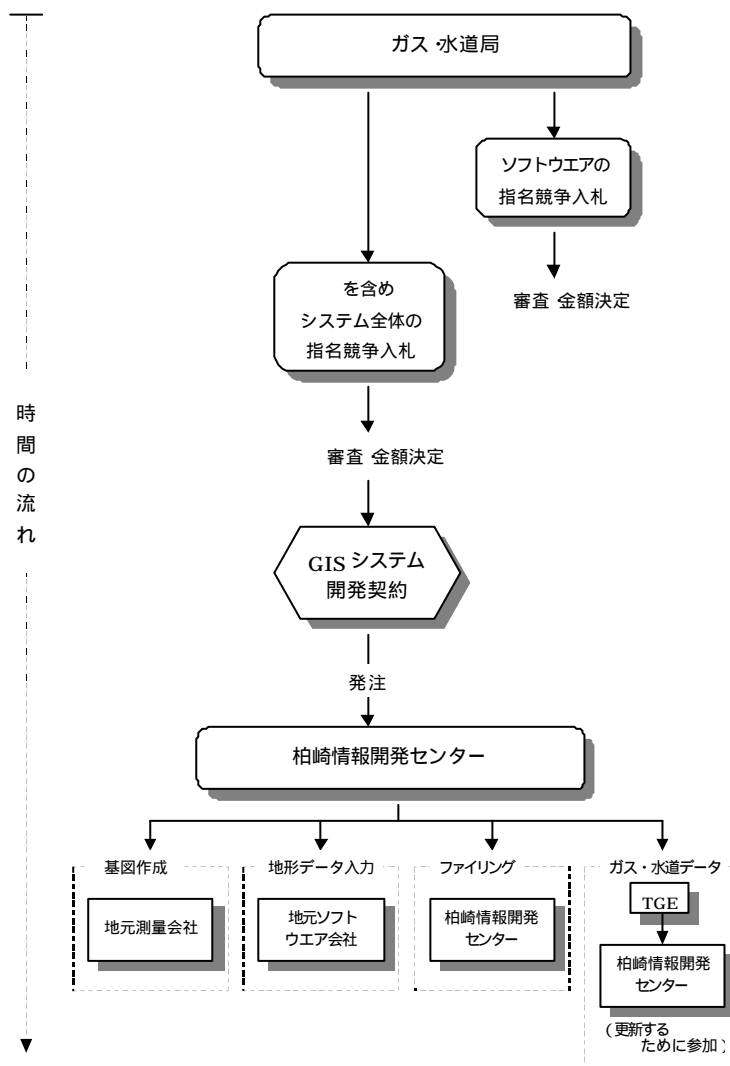 ガス・水道局
ソフトウエアの
指名競争入札
審査・金額決定
を含め
システム全体の
指名競争入札
審査・金額決定
時間の流れ
GISシステム
開発契約
発注
柏崎情報開発センター
基図作成
地元測量会社
地形データ入力
地元ソフト
ウエア会社
ファイリング
柏崎情報開発
センター
ガス・水道データ
TGE
柏崎情報開発
センター
(更新する
ために参加)